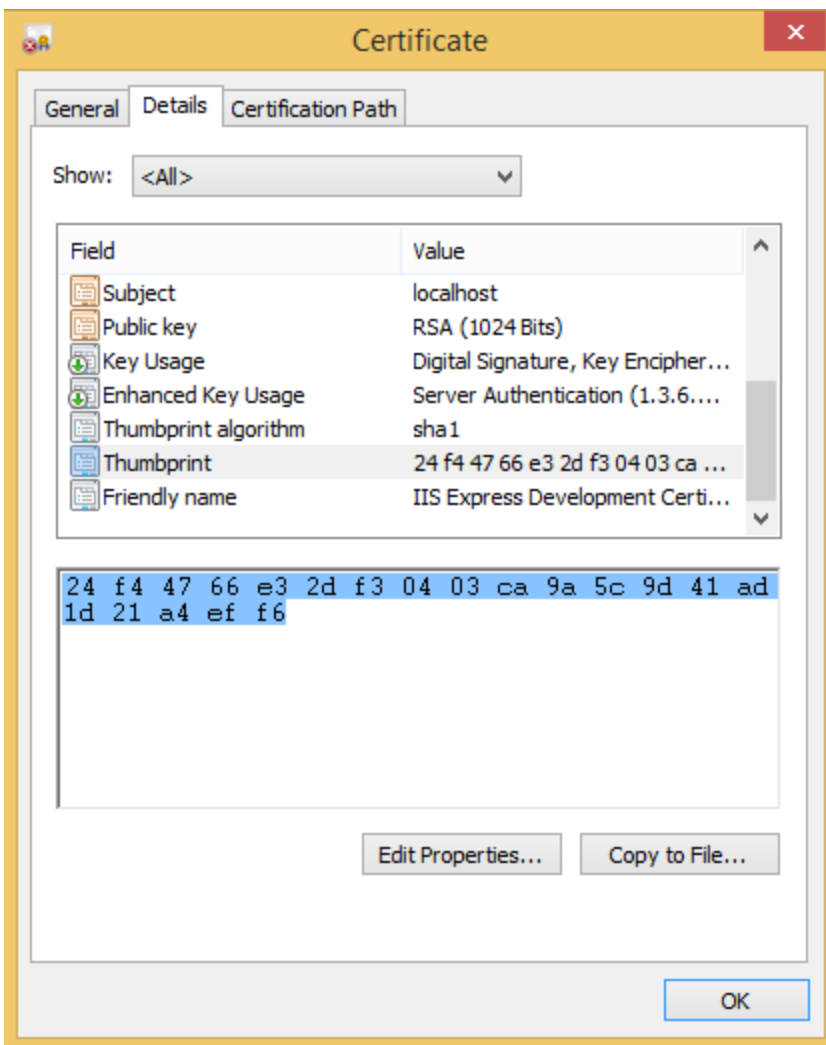 Certificate
General Details Certification Path
Show: <All>
Field Value
Subject localhost
Public key RSA (1024 Bits)
Key Usage Digital Signature, Key Encipher...
Enhanced Key Usage Server Authentication (1.3.6....
Thumbprint algorithm sha1
Thumbprint 24 f4 47 66 e3 2d f3 04 03 ca ...
Friendly name IIS Express Development Certi...
24 f4 47 66 e3 2d f3 04 03 ca 9a 5c 9d 41 ad
1d 21 a4 ef f6
Edit Properties... Copy to File...
OK